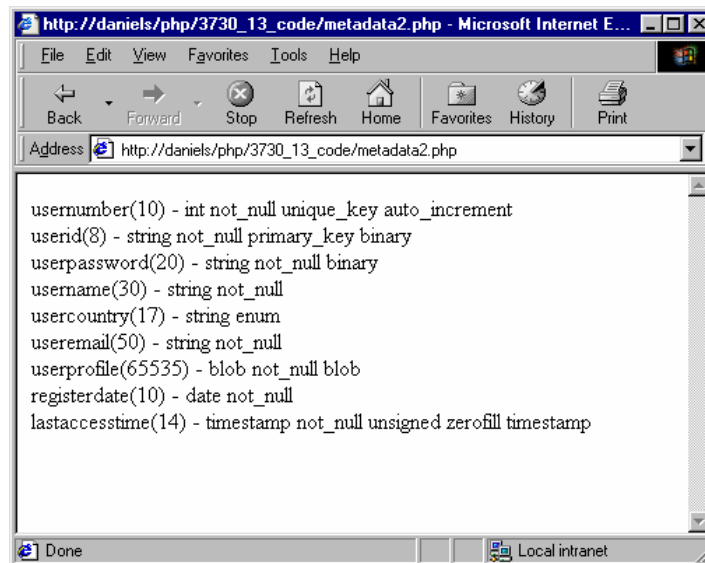 http://daniels/php/3730_13_code/metadata2.php - Microsoft Internet E...
File Edit View Favorites Tools Help
Back Forward Stop Refresh Home Favorites History Print
Address http://daniels/php/3730_13_code/metadata2.php
usernumber(10) - int not_null unique_key auto_increment
userid(8) - string not_null primary_key binary
userpassword(20) - string not_null binary
username(30) - string not_null
usercountry(17) - string enum
useremail(50) - string not_null
userprofile(65535) - blob not_null blob
registerdate(10) - date not_null
lastaccesstime(14) - timestamp not_null unsigned zerofill timestamp
Done Local intranet